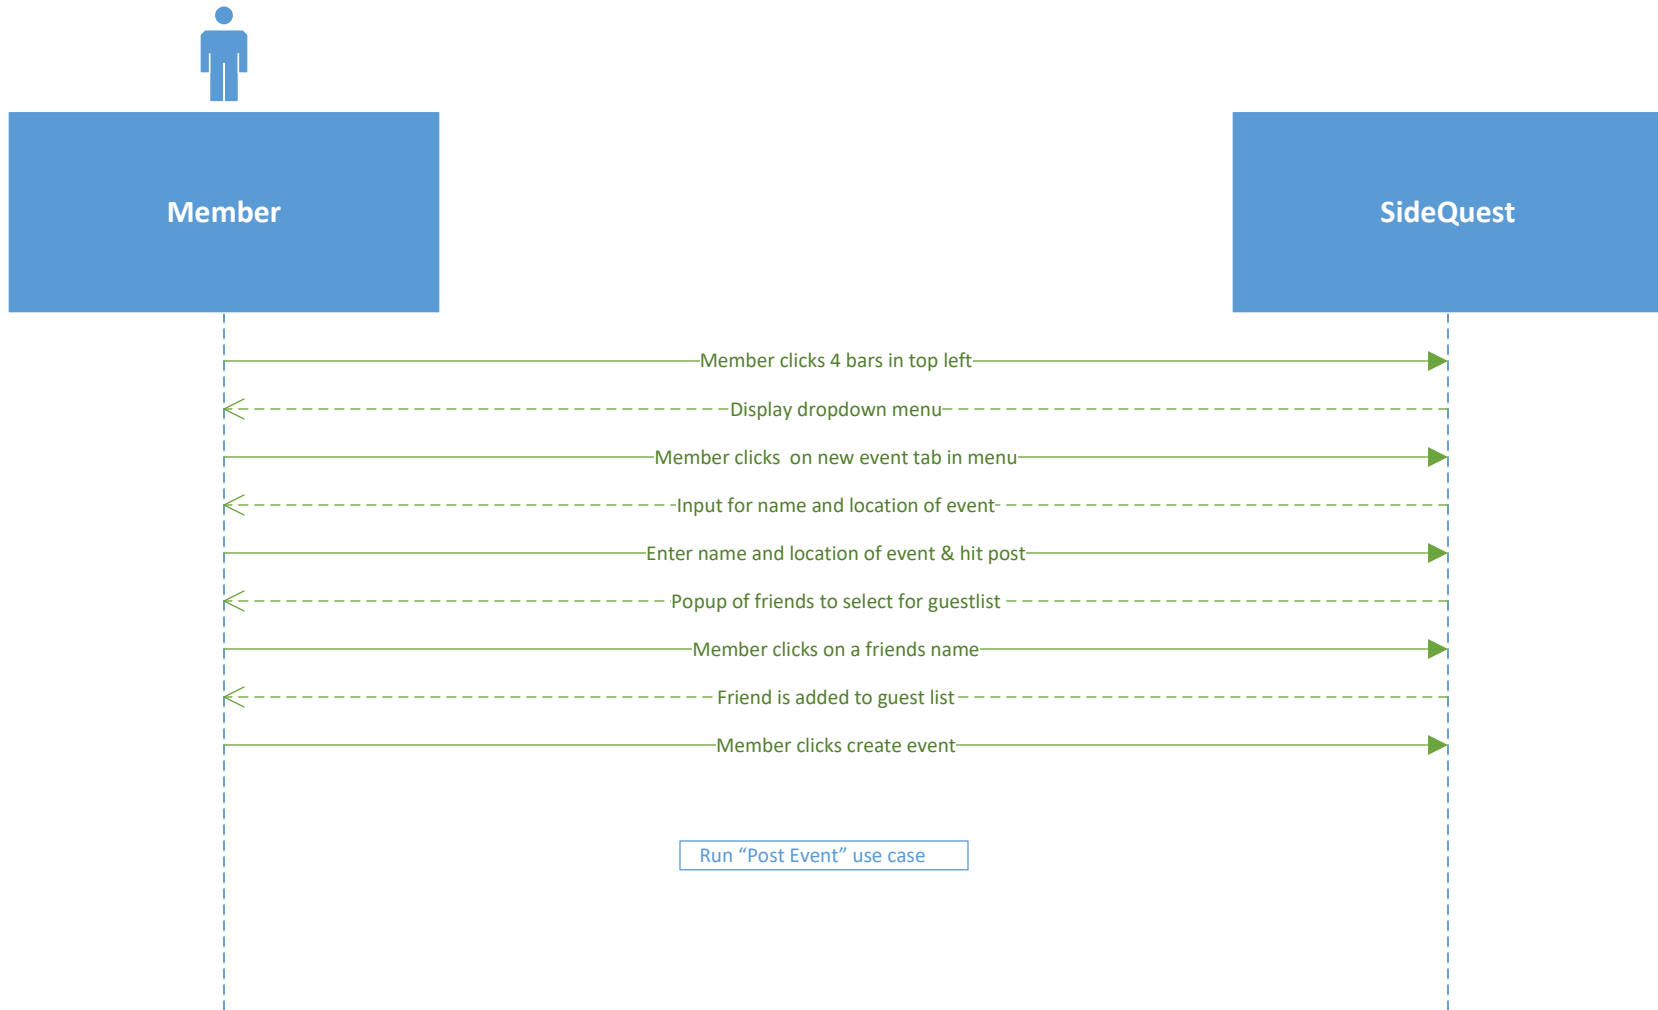 Member
SideQuest
Member clicks 4 bars in top left
Display dropdown menu
Member clicks  on new event tab in menu
Input for name and location of event
Enter name and location of event & hit post
Popup of friends to select for guestlist
Member clicks on a friends name
Friend is added to guest list
Member clicks create event
Run “Post Event” use case